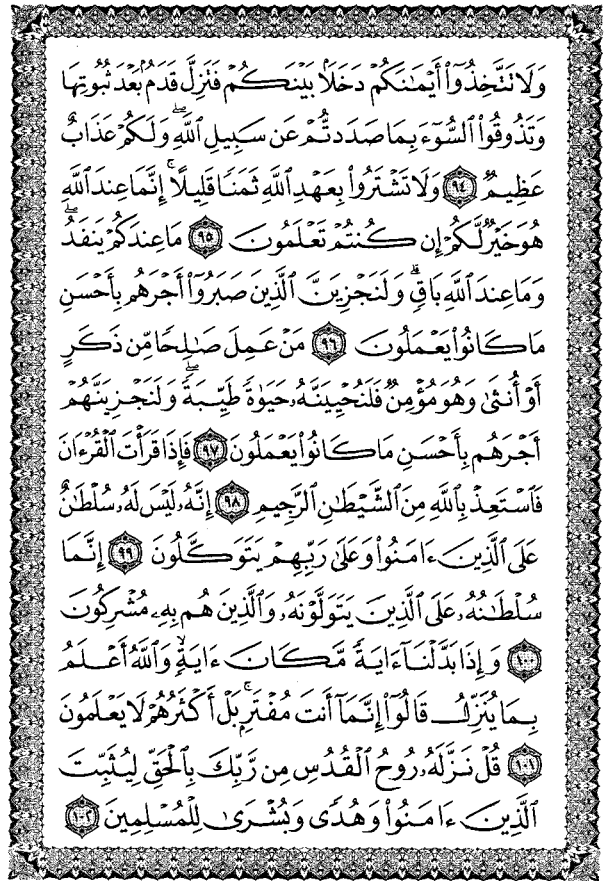 وَلَا تَتَّخِذُوٓا۟ أَيْمَٰنَكُمْ دَخَلًۢا بَيْنَكُمْ فَتَزِلَّ قَدَمٌۢ بَعْدَ ثُبُوتِهَا
وَتَذُوقُوا۟ ٱلسُّوٓءَ بِمَا صَدَدتُّمْ عَن سَبِيلِ ٱللَّهِ ۖ وَلَكُمْ عَذَابٌ
عَظِيمٌ ٩٤ وَلَا تَشْتَرُوا۟ بِعَهْدِ ٱللَّهِ ثَمَنًا قَلِيلًا ۚ إِنَّمَا عِندَ ٱللَّهِ
هُوَ خَيْرٌ لَّكُمْ إِن كُنتُمْ تَعْلَمُونَ ٩٥ مَا عِندَكُمْ يَنفَدُ ۖ
وَمَا عِندَ ٱللَّهِ بَاقٍ ۗ وَلَنَجْزِيَنَّ ٱلَّذِينَ صَبَرُوٓا۟ أَجْرَهُم بِأَحْسَنِ
مَا كَانُوا۟ يَعْمَلُونَ ٩٦ مَنْ عَمِلَ صَٰلِحًا مِّن ذَكَرٍ
أَوْ أُنثَىٰ وَهُوَ مُؤْمِنٌ فَلَنُحْيِيَنَّهُۥ حَيَوٰةً طَيِّبَةً ۖ وَلَنَجْزِيَنَّهُمْ
أَجْرَهُم بِأَحْسَنِ مَا كَانُوا۟ يَعْمَلُونَ ٩٧ فَإِذَا قَرَأْتَ ٱلْقُرْءَانَ
فَٱسْتَعِذْ بِٱللَّهِ مِنَ ٱلشَّيْطَٰنِ ٱلرَّجِيمِ ٩٨ إِنَّهُۥ لَيْسَ لَهُۥ سُلْطَٰنٌ
عَلَى ٱلَّذِينَ ءَامَنُوا۟ وَعَلَىٰ رَبِّهِمْ يَتَوَكَّلُونَ ٩٩ إِنَّمَا
سُلْطَٰنُهُۥ عَلَى ٱلَّذِينَ يَتَوَلَّوْنَهُۥ وَٱلَّذِينَ هُم بِهِۦ مُشْرِكُونَ
١٠٠ وَإِذَا بَدَّلْنَآ ءَايَةً مَّكَانَ ءَايَةٍ ۙ وَٱللَّهُ أَعْلَمُ
بِمَا يُنَزِّلُ قَالُوٓا۟ إِنَّمَآ أَنتَ مُفْتَرٍۭ ۚ بَلْ أَكْثَرُهُمْ لَا يَعْلَمُونَ
١٠١ قُلْ نَزَّلَهُۥ رُوحُ ٱلْقُدُسِ مِن رَّبِّكَ بِٱلْحَقِّ لِيُثَبِّتَ
ٱلَّذِينَ ءَامَنُوا۟ وَهُدًى وَبُشْرَىٰ لِلْمُسْلِمِينَ ١٠٢